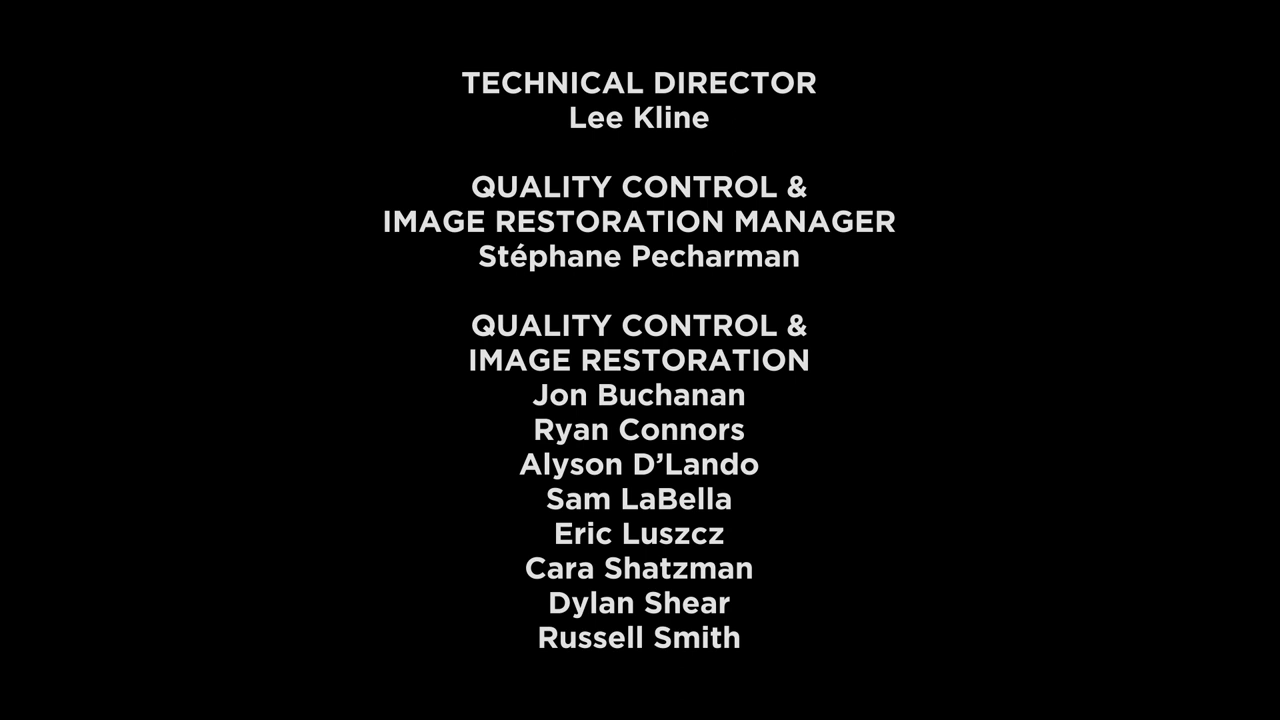 TECHNICAL DIRECTOR
Lee Kline
QUALITY CONTROL &
IMAGE RESTORATION MANAGER
Stéphane Pecharman
QUALITY CONTROL &
IMAGE RESTORATION
Jon Buchanan
Ryan Connors
Alyson D’Lando
Sam LaBella
Eric Luszcz
Cara Shatzman
Dylan Shear
Russell Smith